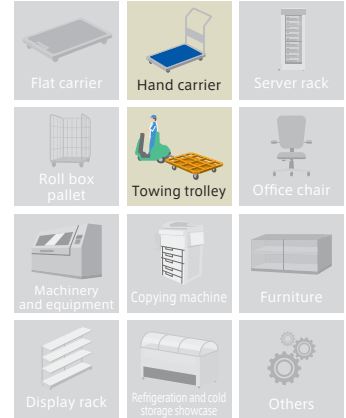 Flat carrier
Hand carrier
Server rack
Roll box
pallet
Towing trolley
Office chair
Machinery
and equipment
Copying machine
Furniture
Display rack
Refrigeration and cold
storage showcase
Others